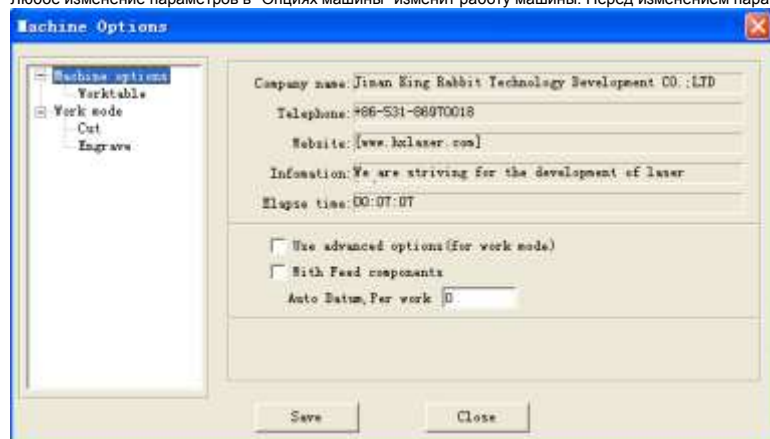 Любое изменение параметров в "Опциях машины" изменит работу машины. Перед изменением пара
Machine Options
Machine options
Worktable
Work mode
Cut
Engrave
Company name: Jinan King Rabbit Technology Development CO.;LTD
Telephone: +86-531-86970018
Website: [www.hxlaser.com]
Infomation: We are striving for the development of laser
Elapse time: 00:07:07
Use advanced options(for work mode)
With Feed components
Auto Datum,Per work 0
Save Close